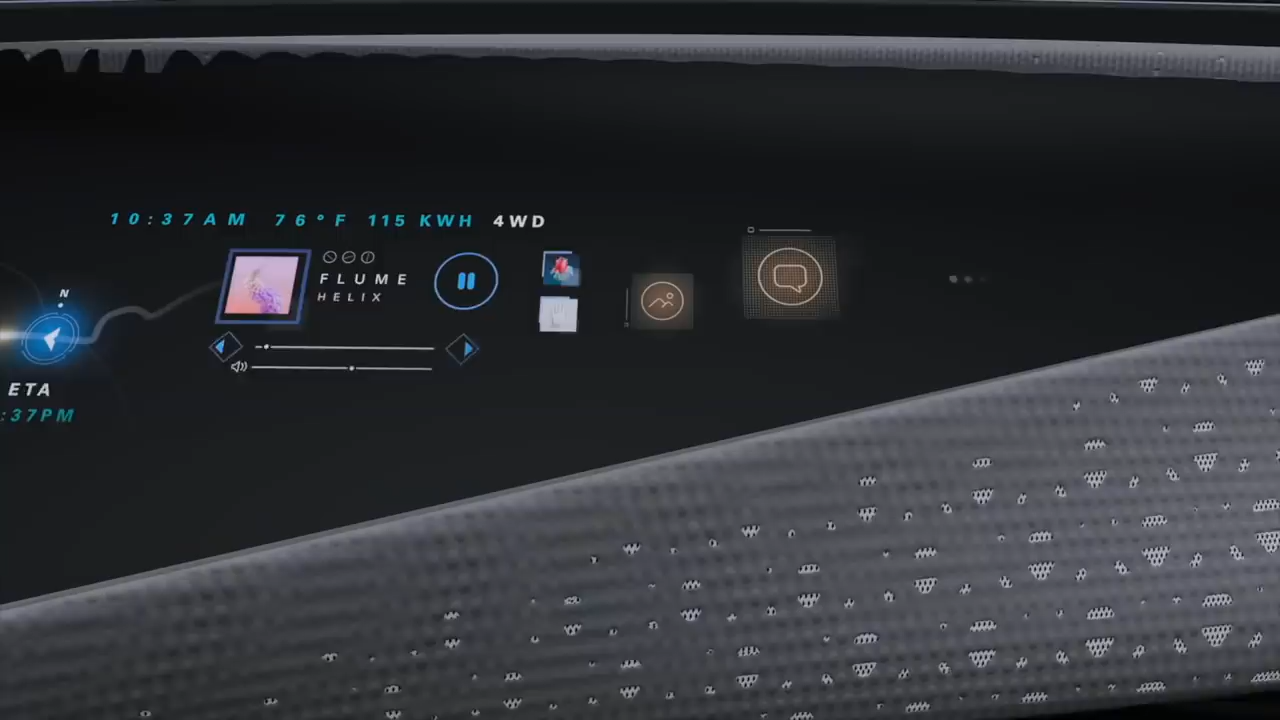 10:37AM 76°F 115 KWH 4WD
FLUME
HELIX
N
ETA
:37PM